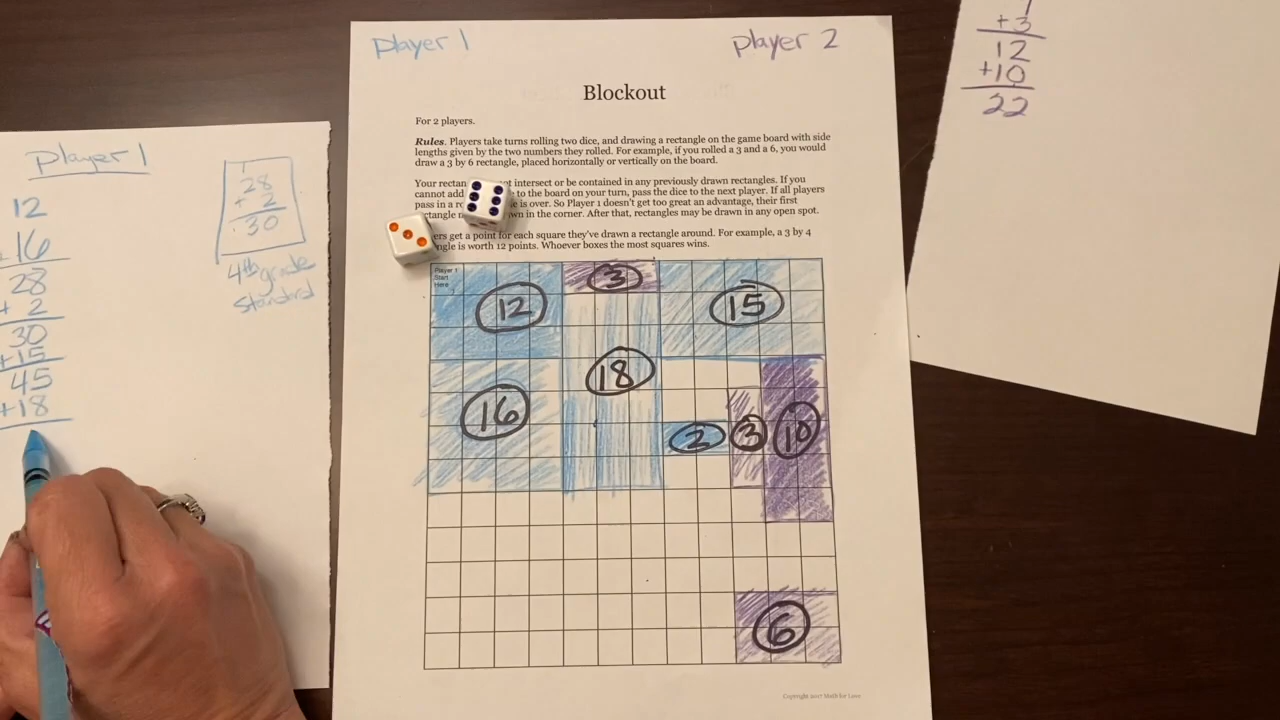 player 1
player 2
Blockout
For 2 players.
Rules. Players take turns rolling two dice, and drawing a rectangle on the game board with side
lengths given by the two numbers they rolled. For example, if you rolled a 3 and a 6, you would
draw a 3 by 6 rectangle, placed horizontally or vertically on the board.
Your rectan t intersect or be contained in any previously drawn rectangles. If you
cannot add to the board on your turn, pass the dice to the next player. If all players
pass in a ro e is over. So Player 1 doesn't get too great an advantage, their first
ctangle wn in the corner. After that, rectangles may be drawn in any open spot.
ers get a point for each square they've drawn a rectangle around. For example, a 3 by 4
ngle is worth 12 points. Whoever boxes the most squares wins.
Player 1
Start
Here
12
3
15
18
16
2
3
10
6
Copyright 2017 Math for Love
player 1
12
16
28
+ 2
30
+15
45
+18
1
28
+ 2
30
4th grade
standard
+3
12
+10
22